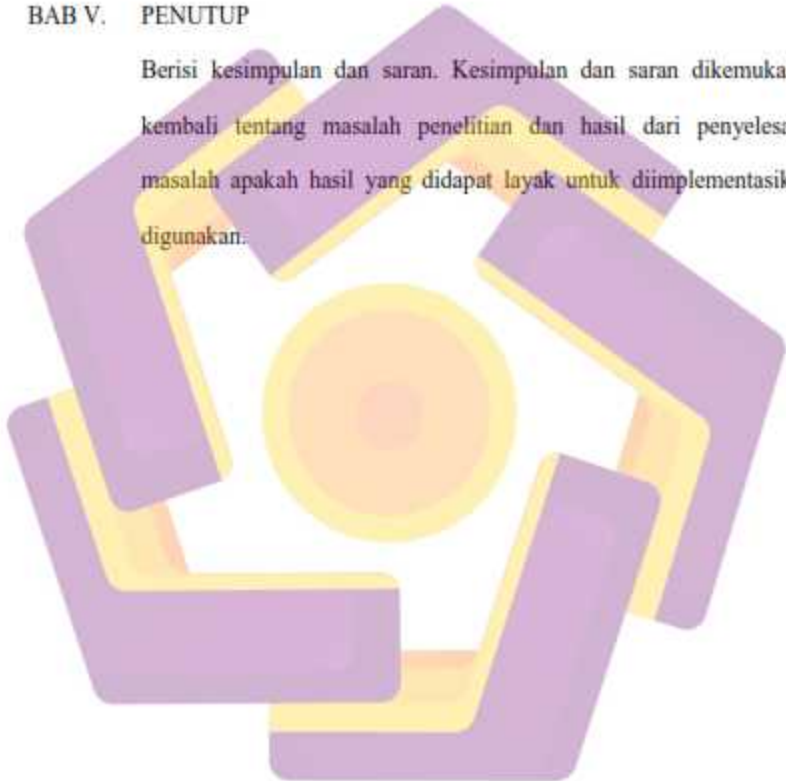 BAB V. PENUTUP
Berisi kesimpulan dan saran. Kesimpulan dan saran dikemuka
kembali tentang masalah penelitian dan hasil dari penyelesa
masalah apakah hasil yang didapat layak untuk diimplementasik
digunakan.